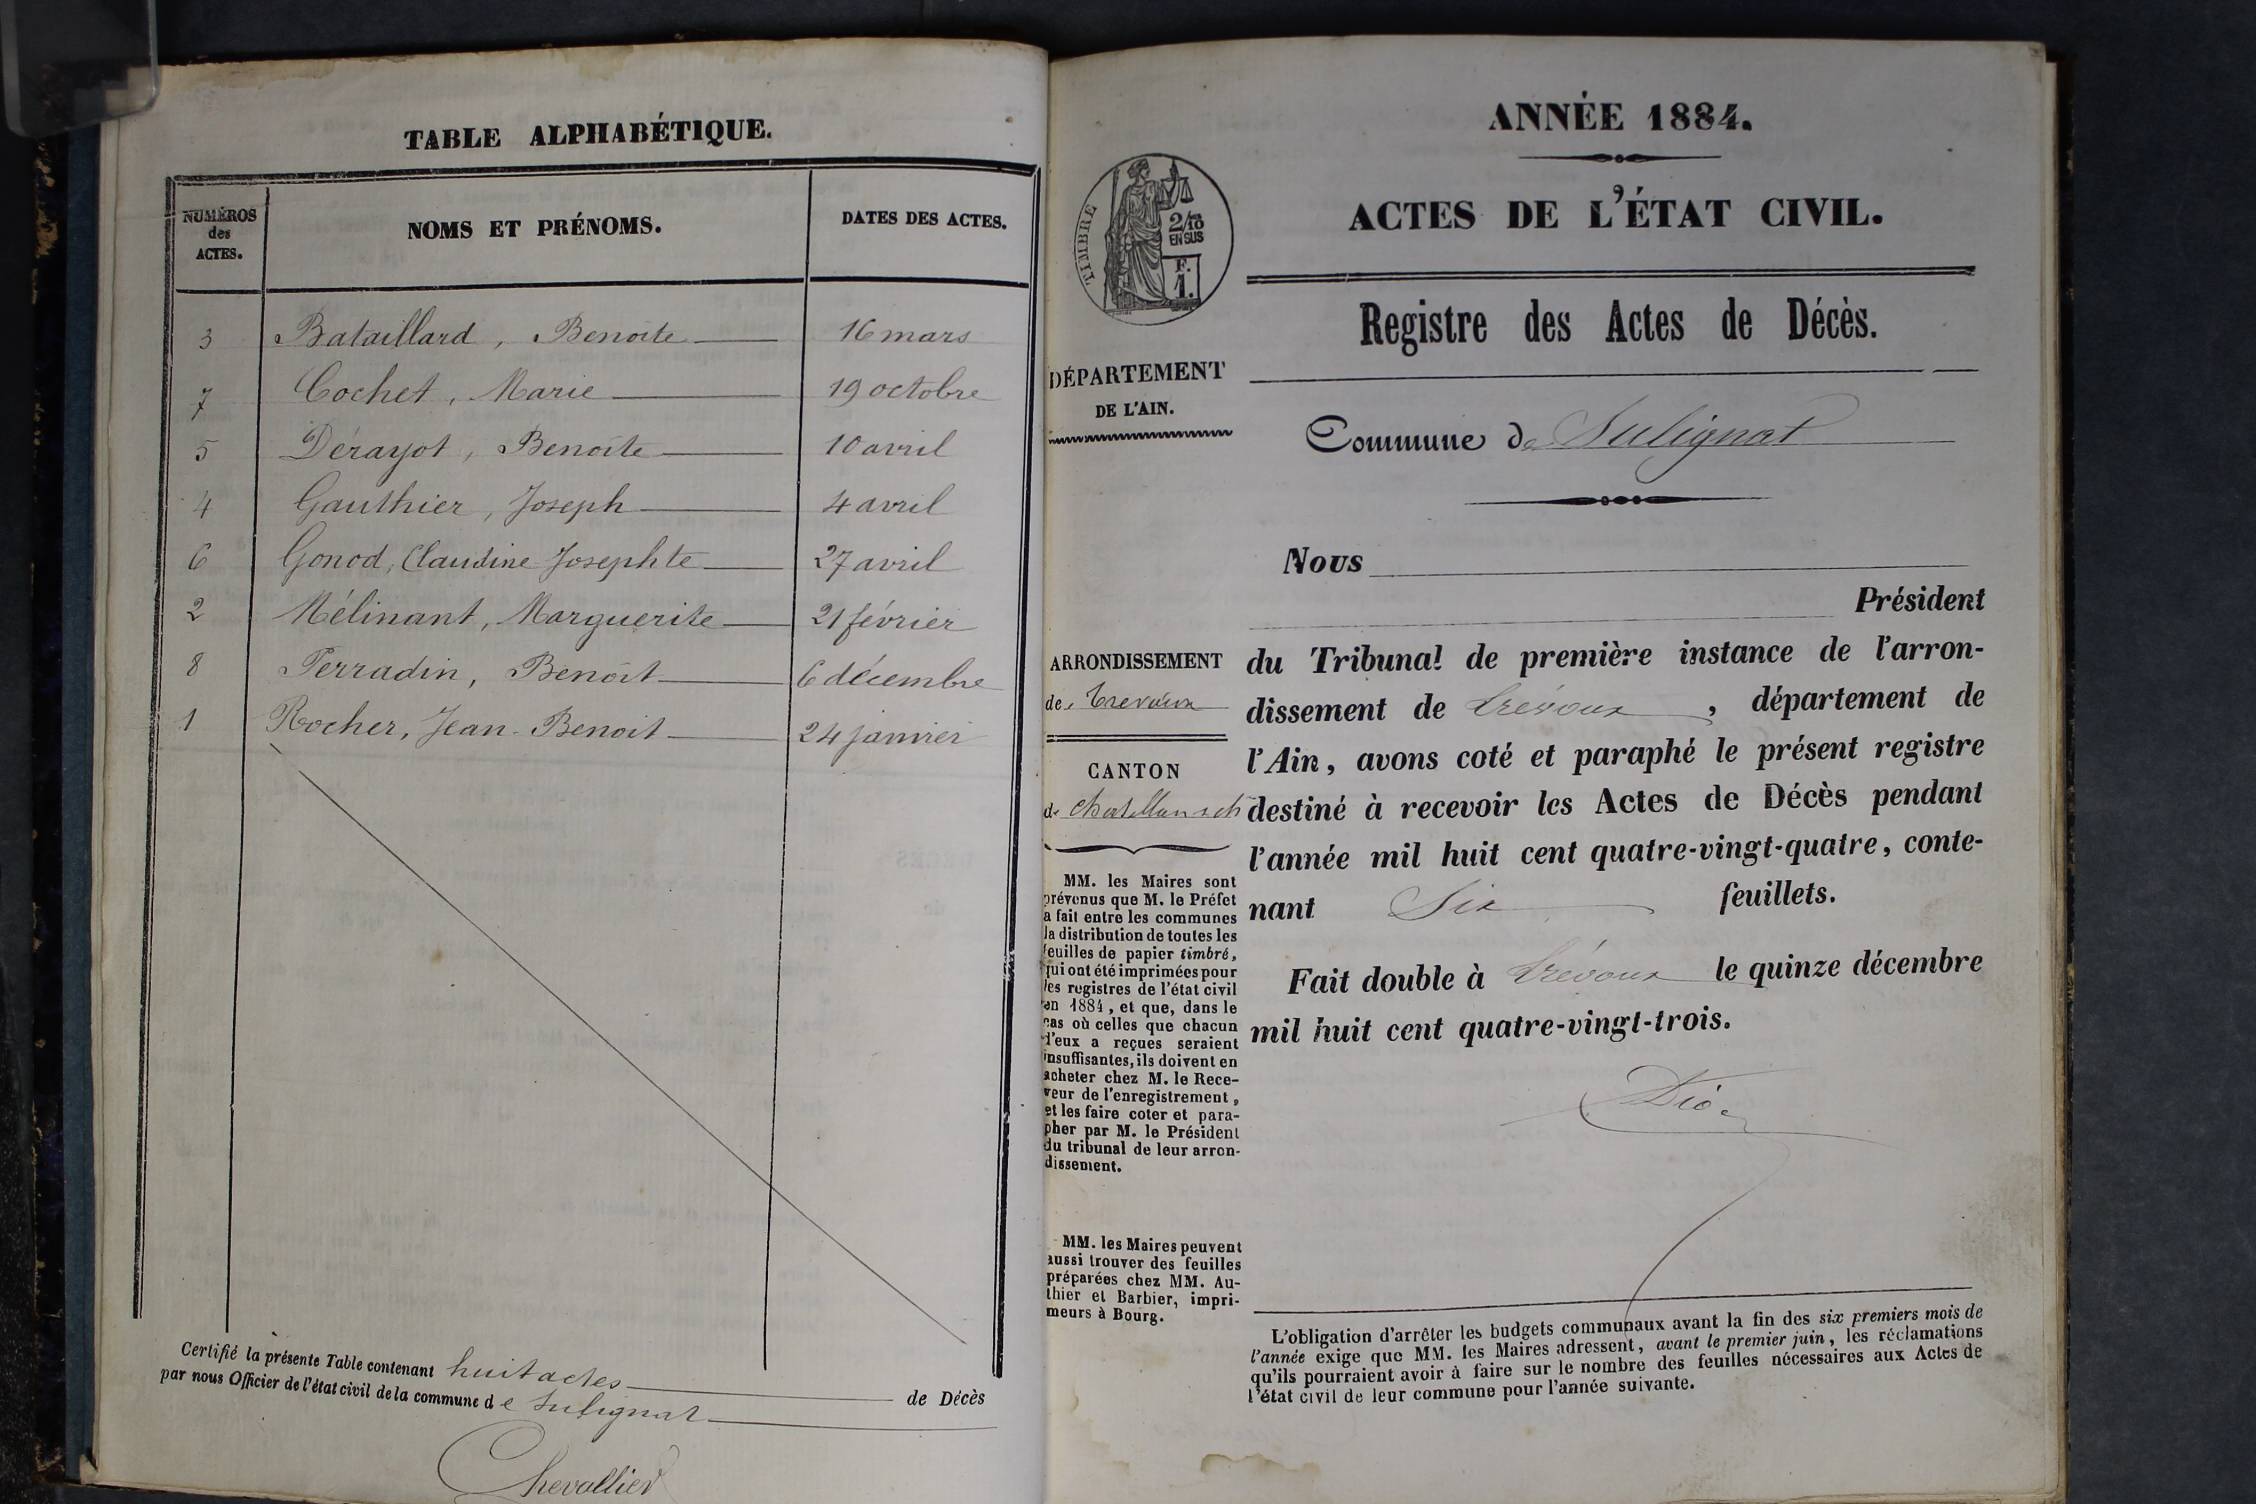 TABLE ALPHABÉTIQUE.
NUMÉROS des ACTES. NOMS ET PRÉNOMS. DATES DES ACTES.
3 Bataillard, Benoîte 16 mars
7 Cochet, Marie 19 octobre
5 Dérayot, Benoîte 10 avril
4 Gauthier, Joseph 4 avril
6 Gonod, Claudine Josephte 27 avril
2 Mélinant, Marguerite 21 février
8 Perradin, Benoît 6 décembre
1 Rocher, Jean-Benoit 24 janvier
Certifié la présente Table contenant huit actes de Décès
par nous Officier de l'état civil de la commune de Sulignat
Chevallier
ANNÉE 1884.
ACTES DE L'ÉTAT CIVIL.
TIMBRE
2/10
EN SUS
F.
1.
Registre des Actes de Décès.
DÉPARTEMENT
DE L'AIN.
Commune de Sulignat
Nous
Président
ARRONDISSEMENT
de Trévoux
CANTON
de
MM. les Maires sont
prévenus que M. le Préfet
a fait entre les communes
la distribution de toutes les
feuilles de papier timbré,
qui ont été imprimées pour
les registres de l'état civil
en 1884, et que, dans le
cas où celles que chacun
d'eux a reçues seraient
insuffisantes, ils doivent en
acheter chez M. le Rece-
veur de l'enregistrement,
et les faire coter et para-
pher par M. le Président
du tribunal de leur arron-
dissement.
MM. les Maires peuvent
aussi trouver des feuilles
préparées chez MM. Au-
thier et Barbier, impri-
meurs à Bourg.
du Tribunal de première instance de l'arron-
dissement de Trévoux, département de
l'Ain, avons coté et paraphé le présent registre
destiné à recevoir les Actes de Décès pendant
l'année mil huit cent quatre-vingt-quatre, conte-
nant Six feuillets.
Fait double à Trévoux le quinze décembre
mil huit cent quatre-vingt-trois.
L'obligation d'arrêter les budgets communaux avant la fin des six premiers mois de
l'année exige que MM. les Maires adressent, avant le premier juin, les réclamations
qu'ils pourraient avoir à faire sur le nombre des feuilles nécessaires aux Actes de
l'état civil de leur commune pour l'année suivante.